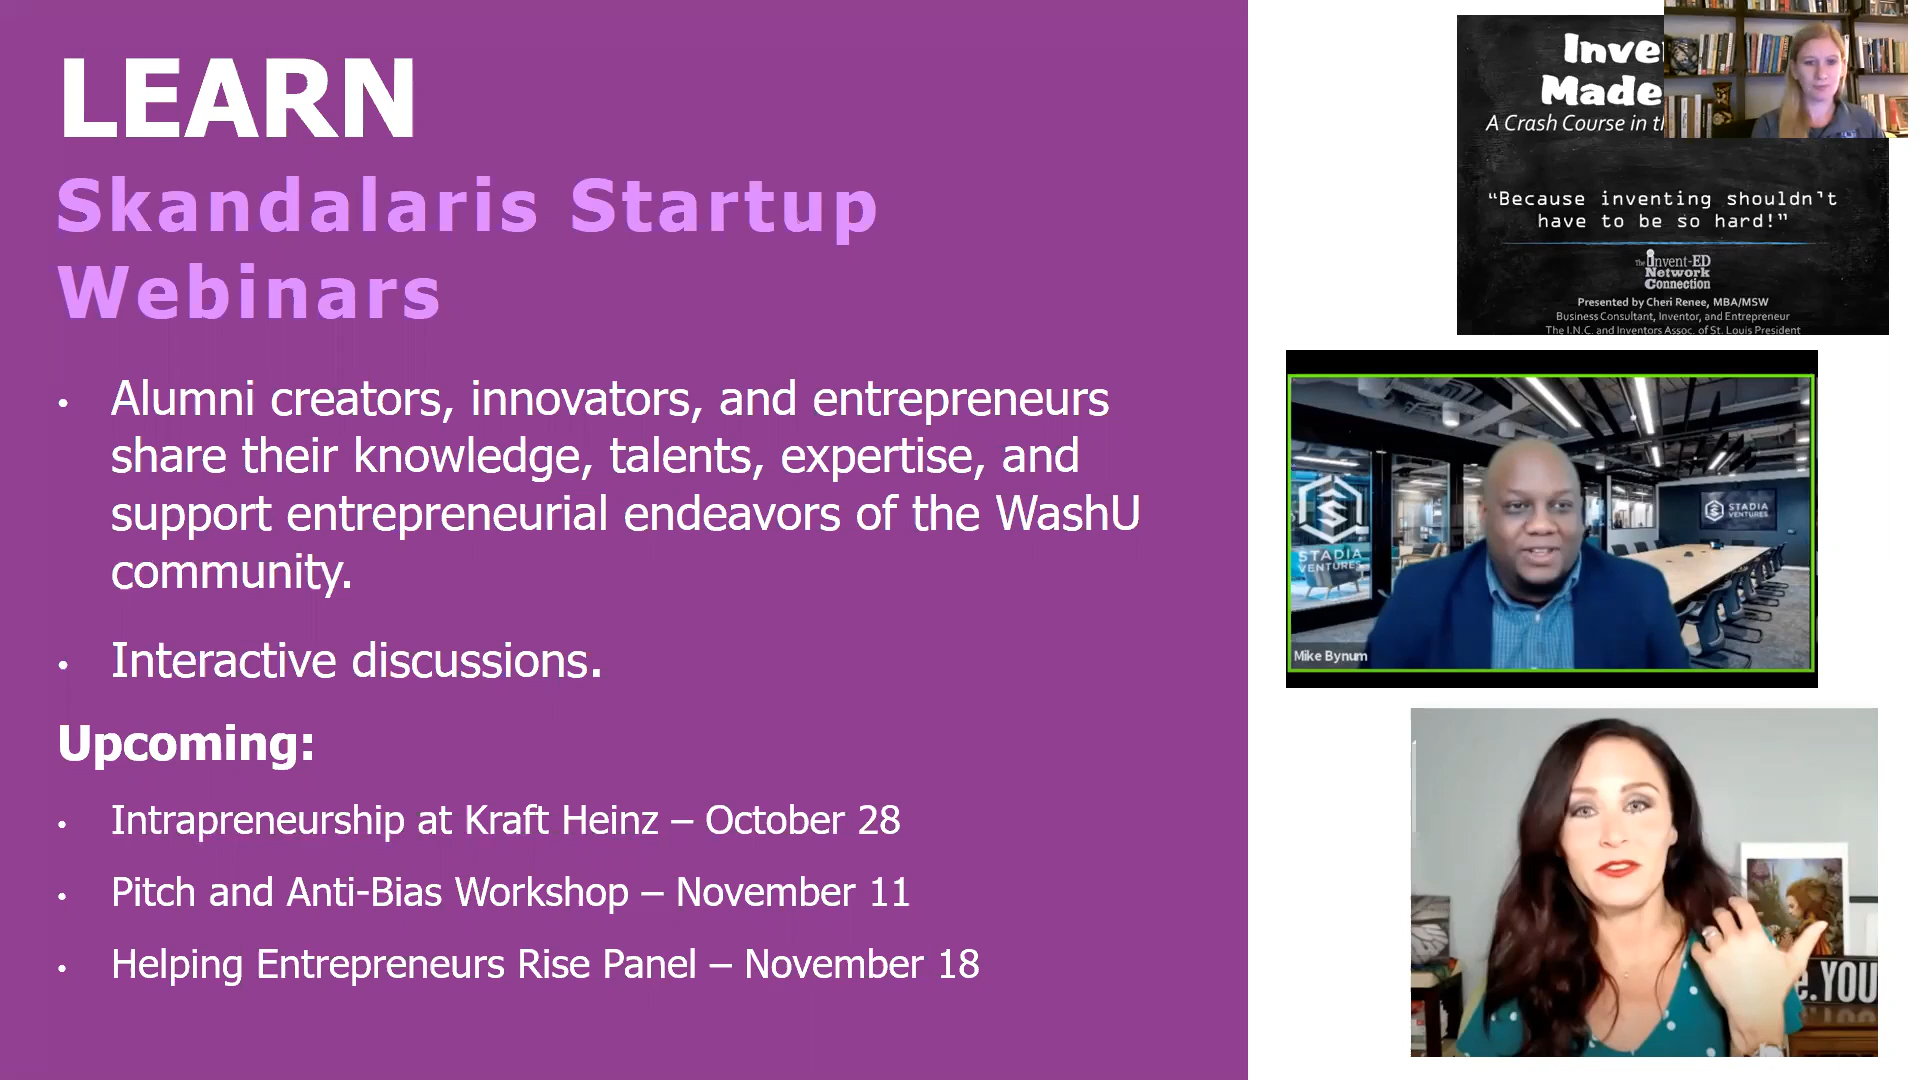 LEARN
Skandalaris Startup
Webinars
• Alumni creators, innovators, and entrepreneurs
share their knowledge, talents, expertise, and
support entrepreneurial endeavors of the WashU
community.
• Interactive discussions.
Upcoming:
• Intrapreneurship at Kraft Heinz – October 28
• Pitch and Anti-Bias Workshop – November 11
• Helping Entrepreneurs Rise Panel – November 18
Made
A Crash Course in
“Because inventing shouldn't
have to be so hard!”
The Invent-ED
Network
Connection
Presented by Cheri Renee, MBA/MSW
Business Consultant, Inventor, and Entrepreneur
The I.N.C. and Inventors Assoc. of St. Louis President
STADIA
VENTURES
STADIA
VENTURES
Mike Bynum
YOU